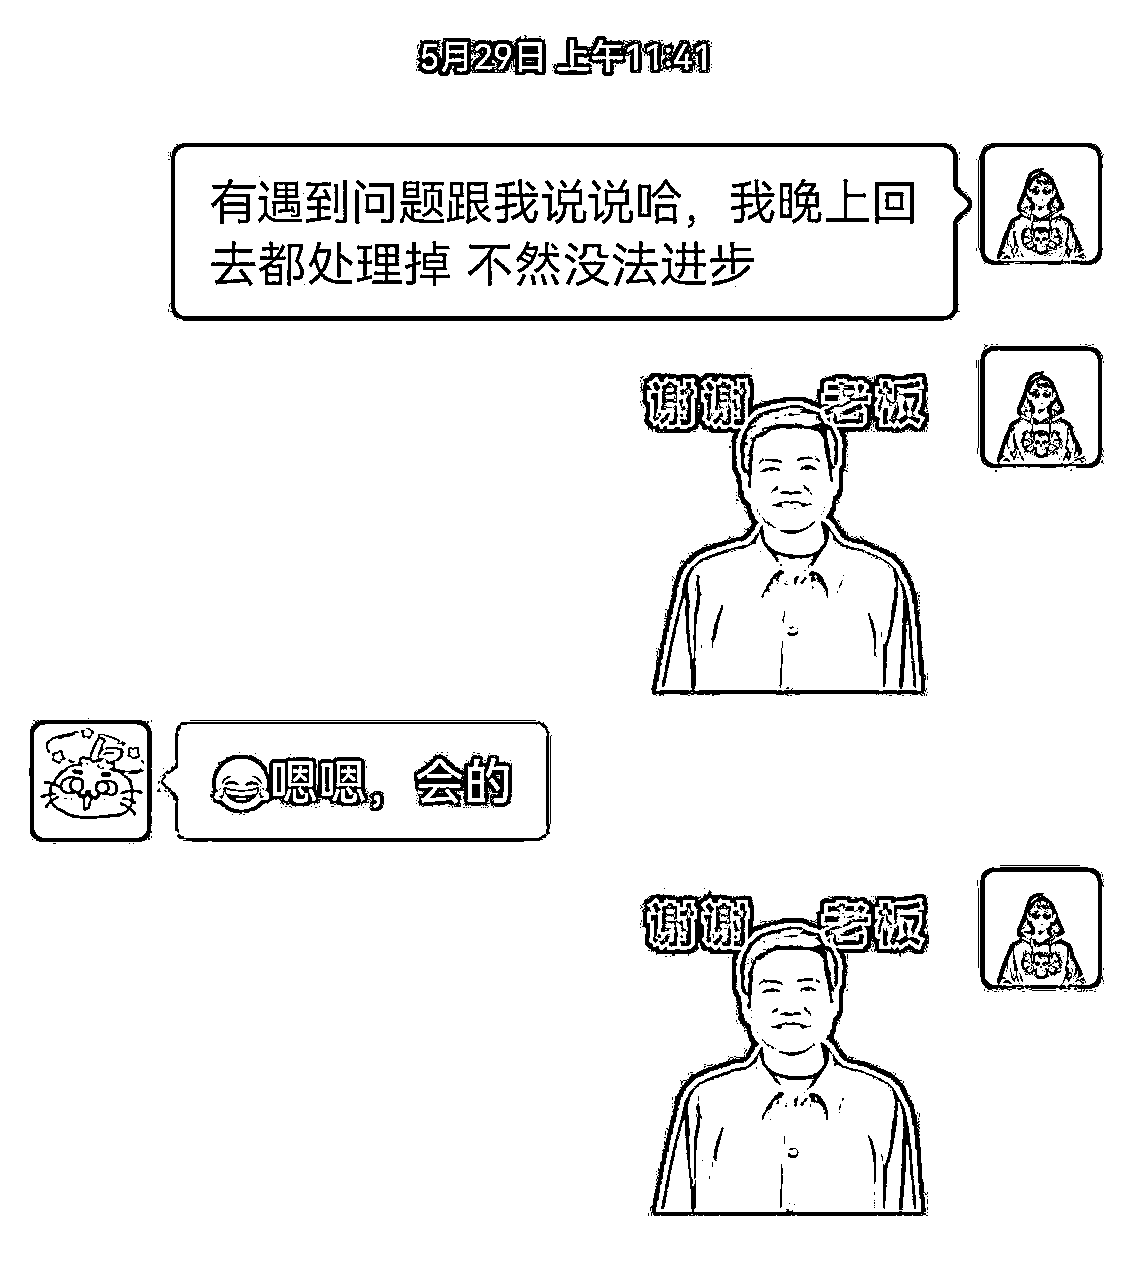 5月29日 上午11:41
有遇到问题跟我说说哈，我晚上回
去都处理掉 不然没法进步
谢谢 老板
😂嗯嗯，会的
谢谢 老板